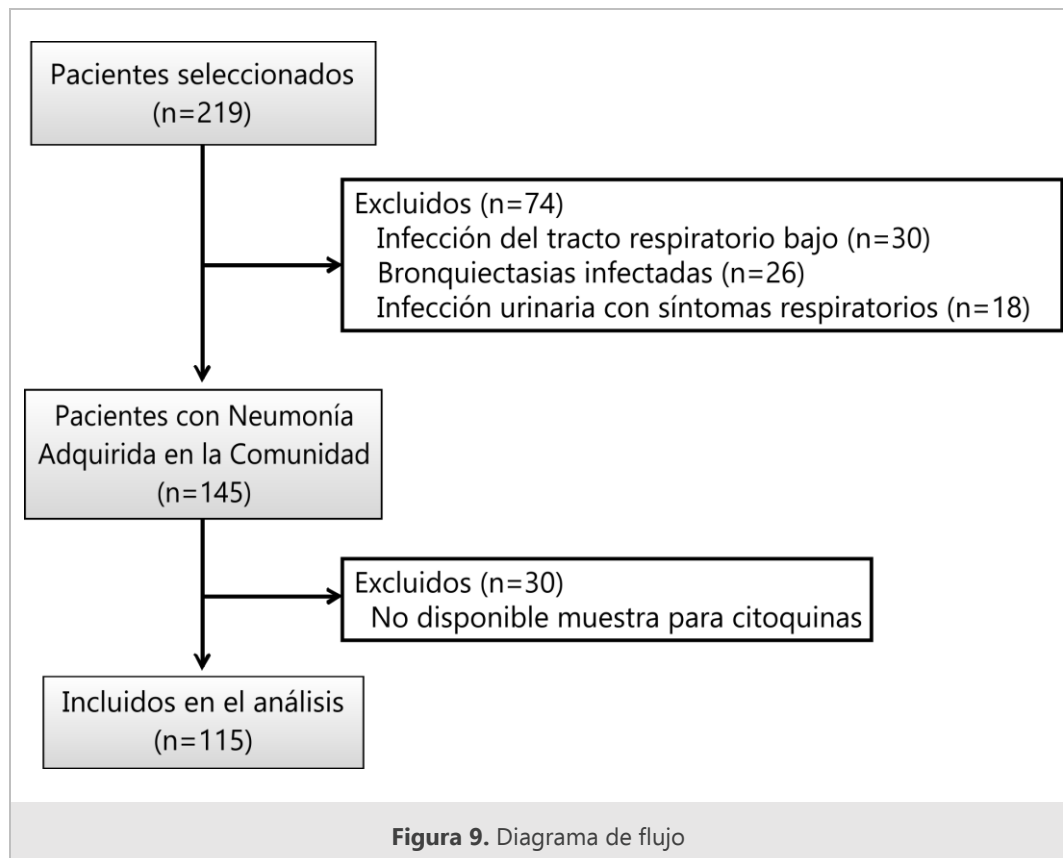 Pacientes seleccionados
(n=219)
Excluidos (n=74)
Infección del tracto respiratorio bajo (n=30)
Bronquiectasias infectadas (n=26)
Infección urinaria con síntomas respiratorios (n=18)
Pacientes con Neumonía
Adquirida en la Comunidad
(n=145)
Excluidos (n=30)
No disponible muestra para citoquinas
Incluidos en el análisis
(n=115)
Figura 9. Diagrama de flujo